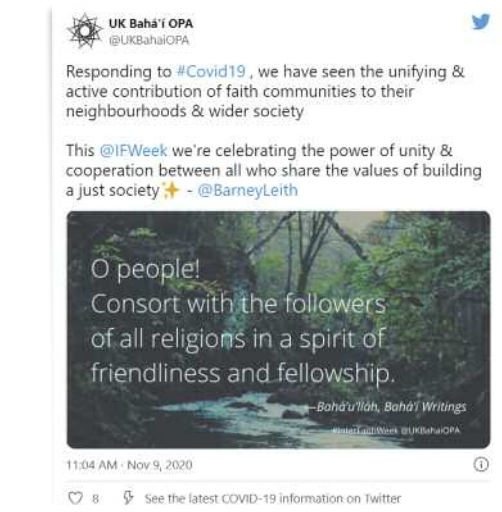 UK Bahá'í OPA
@UKBahaiOPA
Responding to #Covid19 , we have seen the unifying &
active contribution of faith communities to their
neighbourhoods & wider society
This @IFWeek we're celebrating the power of unity &
cooperation between all who share the values of building
a just society✨ - @BarneyLeith
O people!
Consort with the followers
of all religions in a spirit of
friendliness and fellowship.
—Bahá'u'lláh, Bahá'í Writings
#InterFaithWeek @UKBahaiOPA
11:04 AM · Nov 9, 2020
8 See the latest COVID-19 information on Twitter